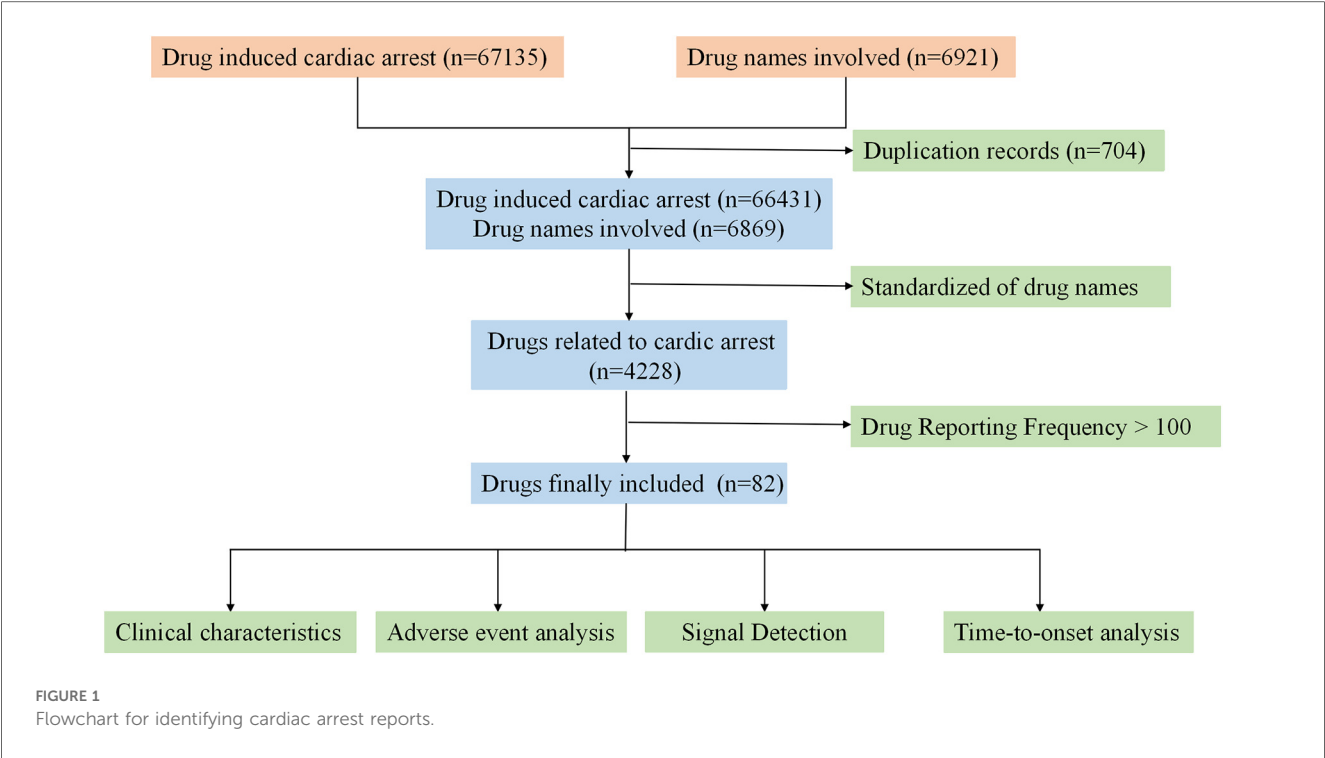 Drug induced cardiac arrest (n=67135)
Drug names involved (n=6921)
Duplication records (n=704)
Drug induced cardiac arrest (n=66431)
Drug names involved (n=6869)
Standardized of drug names
Drugs related to cardic arrest
(n=4228)
Drug Reporting Frequency > 100
Drugs finally included (n=82)
Clinical characteristics
Adverse event analysis
Signal Detection
Time-to-onset analysis
FIGURE 1
Flowchart for identifying cardiac arrest reports.